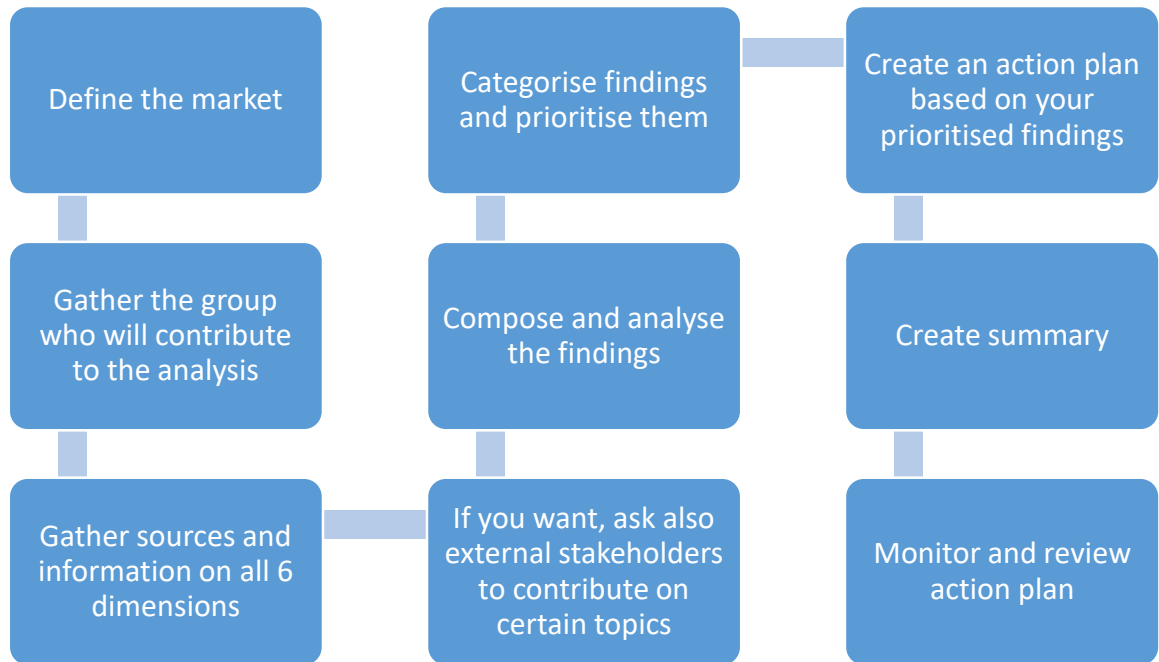 Define the market
Gather the group
who will contribute
to the analysis
Gather sources and
information on all 6
dimensions
If you want, ask also
external stakeholders
to contribute on
certain topics
Compose and analyse
the findings
Categorise findings
and prioritise them
Create an action plan
based on your
prioritised findings
Create summary
Monitor and review
action plan